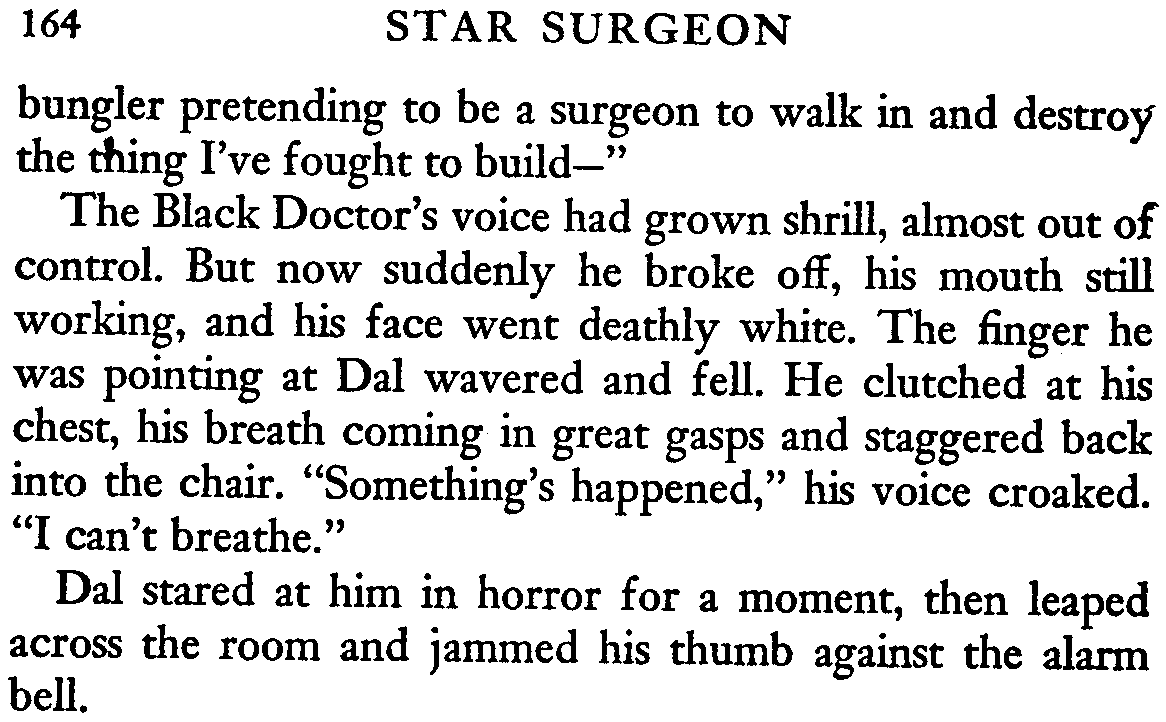 164 STAR SURGEON
bungler pretending to be a surgeon to walk in and destroy
the thing I've fought to build—”
The Black Doctor's voice had grown shrill, almost out of
control. But now suddenly he broke off, his mouth still
working, and his face went deathly white. The finger he
was pointing at Dal wavered and fell. He clutched at his
chest, his breath coming in great gasps and staggered back
into the chair. “Something's happened,” his voice croaked.
“I can't breathe.”
Dal stared at him in horror for a moment, then leaped
across the room and jammed his thumb against the alarm
bell.